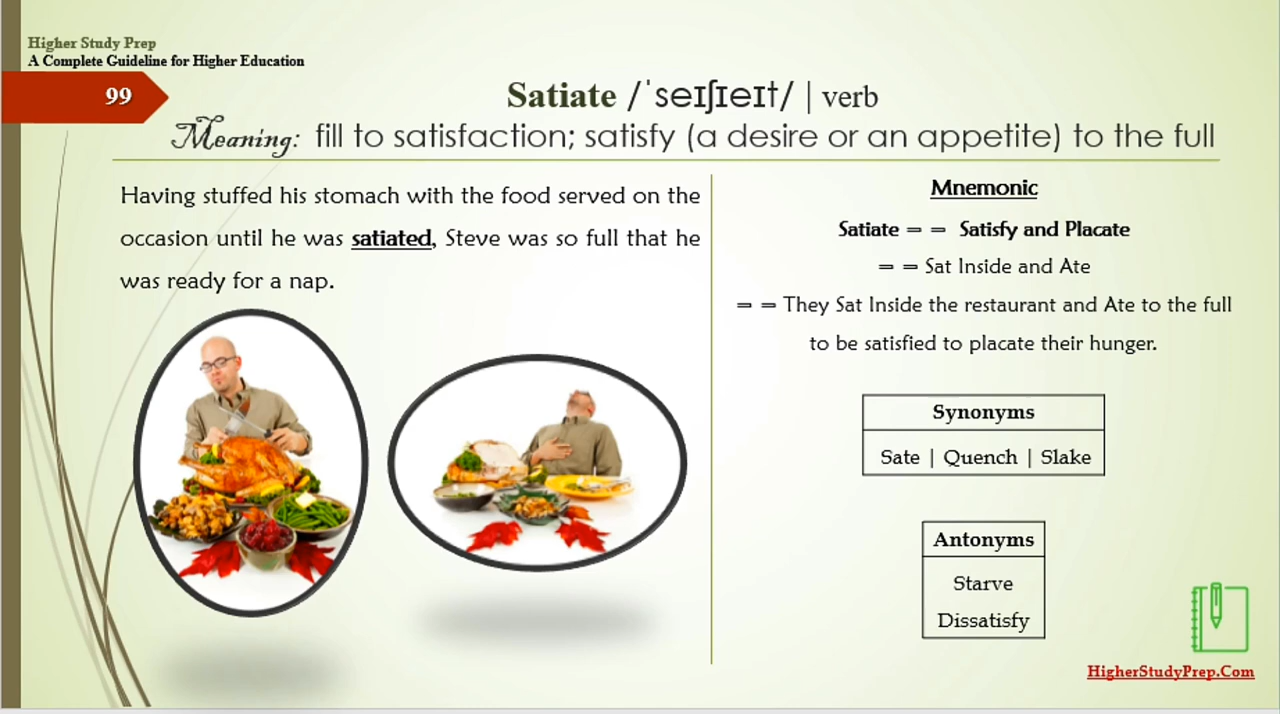 Higher Study Prep
A Complete Guideline for Higher Education
99
Satiate /ˈseɪʃɪeɪt/ | verb
Meaning: fill to satisfaction; satisfy (a desire or an appetite) to the full
Having stuffed his stomach with the food served on the
occasion until he was satiated, Steve was so full that he
was ready for a nap.
Mnemonic
Satiate = = Satisfy and Placate
= = Sat Inside and Ate
= = They Sat Inside the restaurant and Ate to the full
to be satisfied to placate their hunger.
Synonyms
Sate | Quench | Slake
Antonyms
Starve
Dissatisfy
HigherStudyPrep.Com